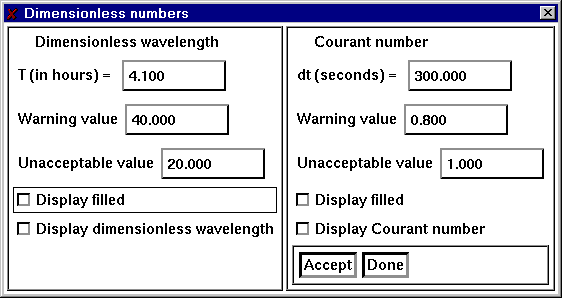 Dimensionless numbers
Dimensionless wavelength
T (in hours) = 4.100
Warning value 40.000
Unacceptable value 20.000
Display filled
Display dimensionless wavelength
Courant number
dt (seconds) = 300.000
Warning value 0.800
Unacceptable value 1.000
Display filled
Display Courant number
Accept Done